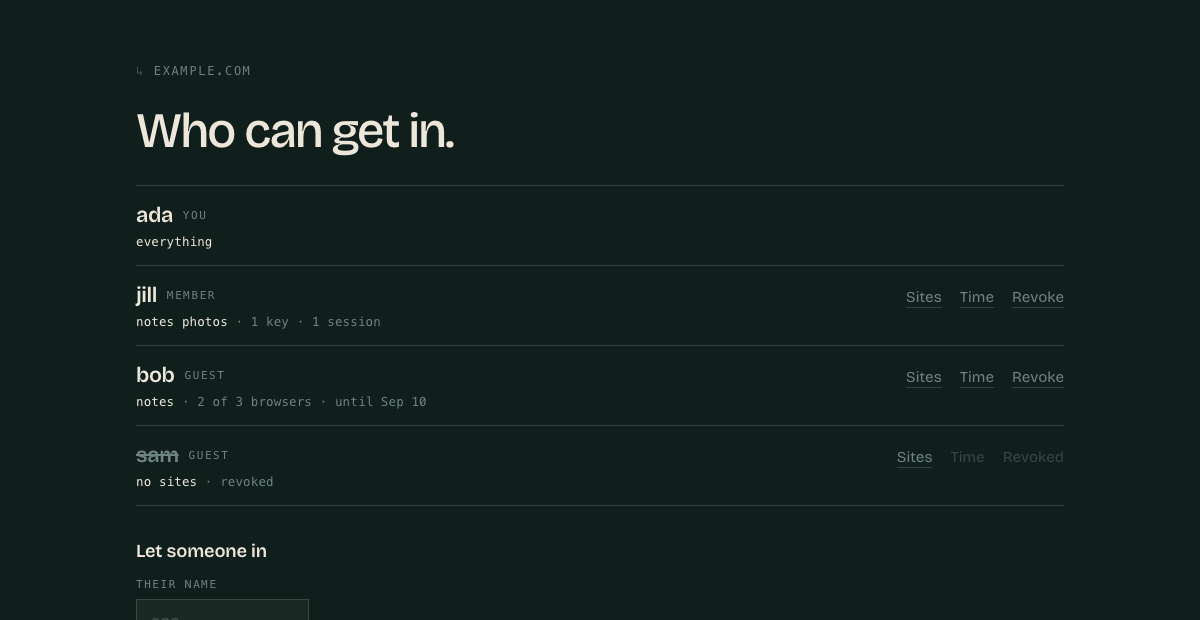 ↳ EXAMPLE.COM
Who can get in.
ada YOU
everything
jill MEMBER
Sites Time Revoke
notes photos · 1 key · 1 session
bob GUEST
Sites Time Revoke
notes · 2 of 3 browsers · until Sep 10
sam GUEST
Sites Time Revoked
no sites · revoked
Let someone in
THEIR NAME